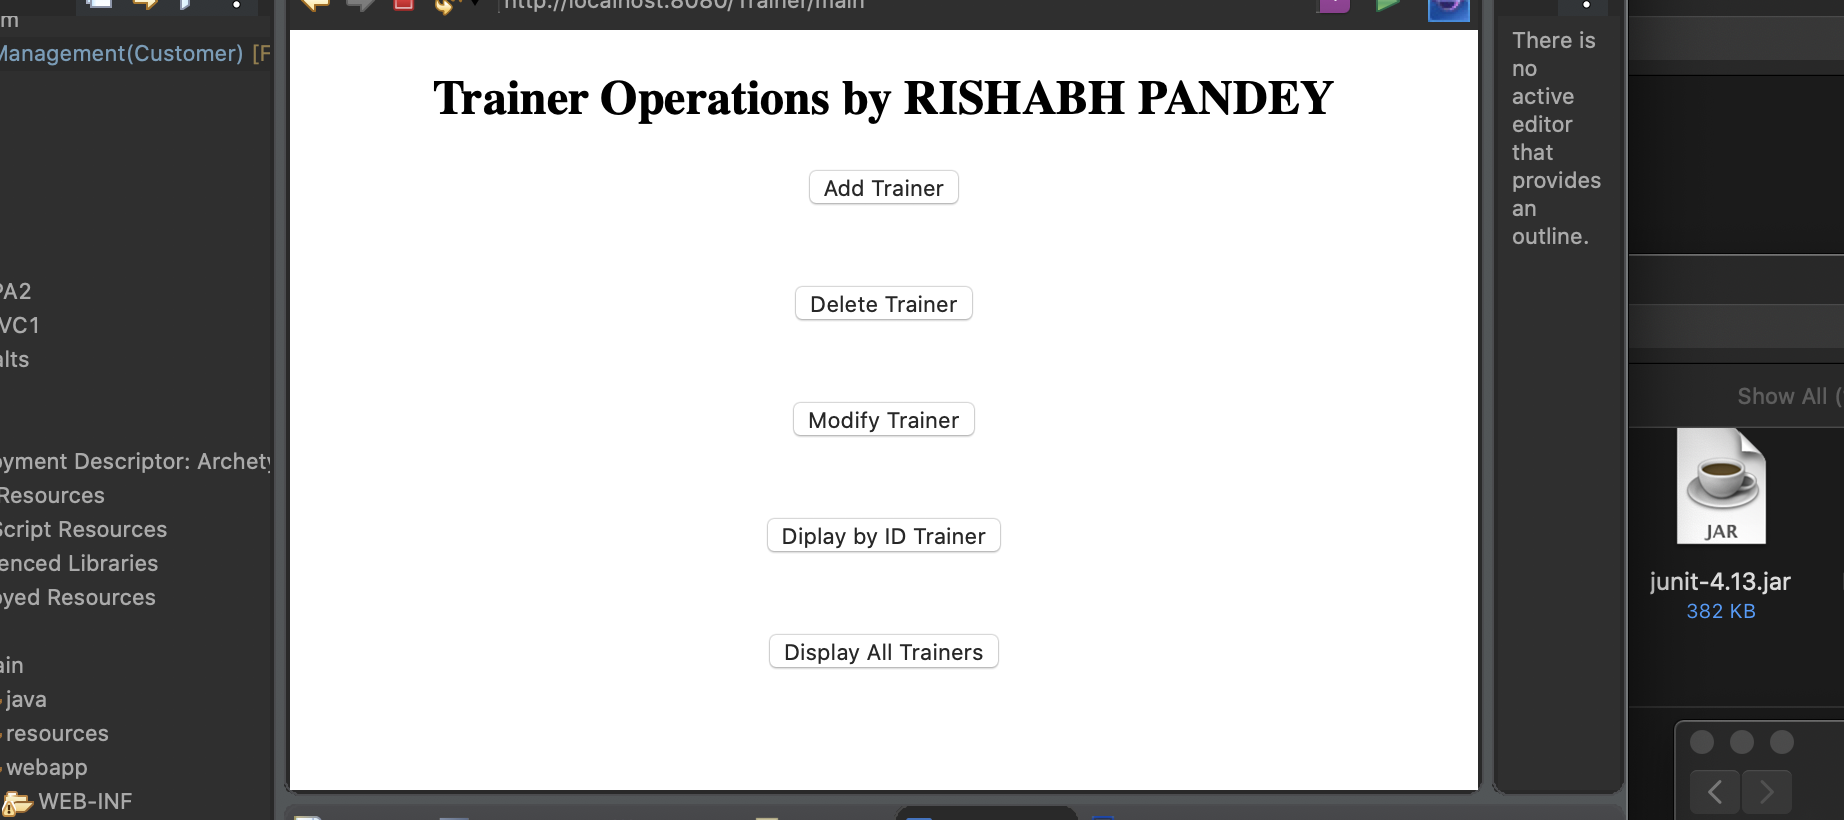 http://localhost:8080/Trainer/main
Management(Customer) [F
PA2
VC1
alts
oyment Descriptor: Archety
Resources
Script Resources
enced Libraries
oyed Resources
ain
java
resources
webapp
WEB-INF
Trainer Operations by RISHABH PANDEY
Add Trainer
Delete Trainer
Modify Trainer
Diplay by ID Trainer
Display All Trainers
There is
no
active
editor
that
provides
an
outline.
Show All (
JAR
junit-4.13.jar
382 KB